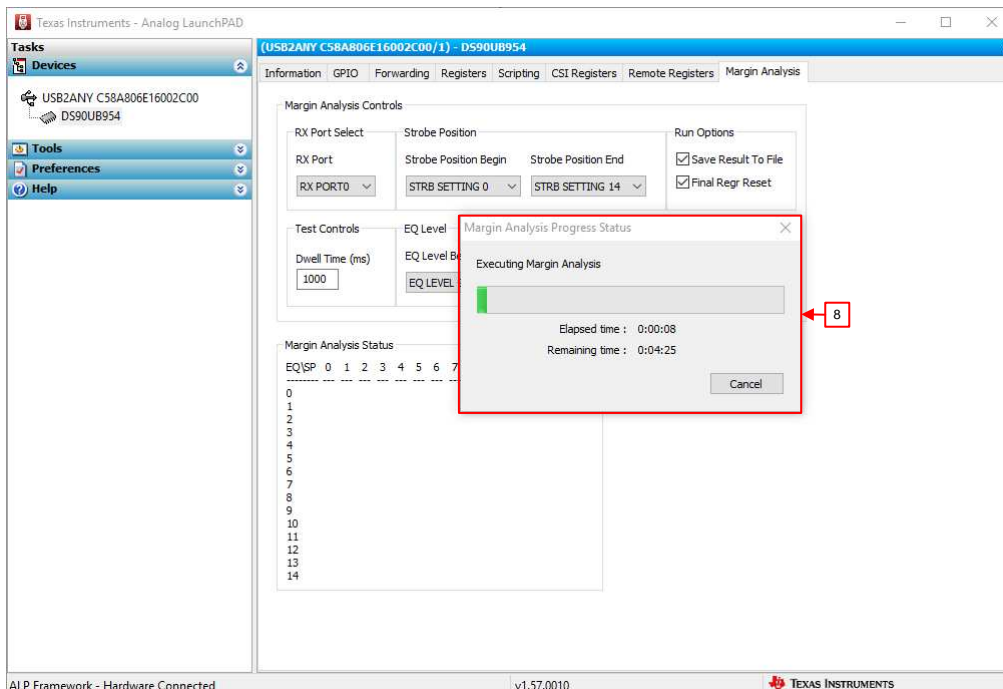 Texas Instruments - Analog LaunchPAD
Tasks
Devices
USB2ANY C58A806E16002C00
DS90UB954
Tools
Preferences
Help
(USB2ANY C58A806E16002C00/1) - DS90UB954
Information GPIO Forwarding Registers Scripting CSI Registers Remote Registers Margin Analysis
Margin Analysis Controls
RX Port Select
RX Port
RX PORT0
Strobe Position
Strobe Position Begin Strobe Position End
STRB SETTING 0 STRB SETTING 14
Run Options
Save Result To File
Final Regr Reset
Test Controls
Dwell Time (ms)
1000
EQ Level
EQ Level Be
EQ LEVEL
Margin Analysis Progress Status
Executing Margin Analysis
Elapsed time : 0:00:08
Remaining time : 0:04:25
Cancel
8
Margin Analysis Status
EQ\SP 0 1 2 3 4 5 6 7
-------- --- --- --- --- --- --- --- ---
0
1
2
3
4
5
6
7
8
9
10
11
12
13
14
ALP Framework - Hardware Connected
v1.57.0010
TEXAS INSTRUMENTS